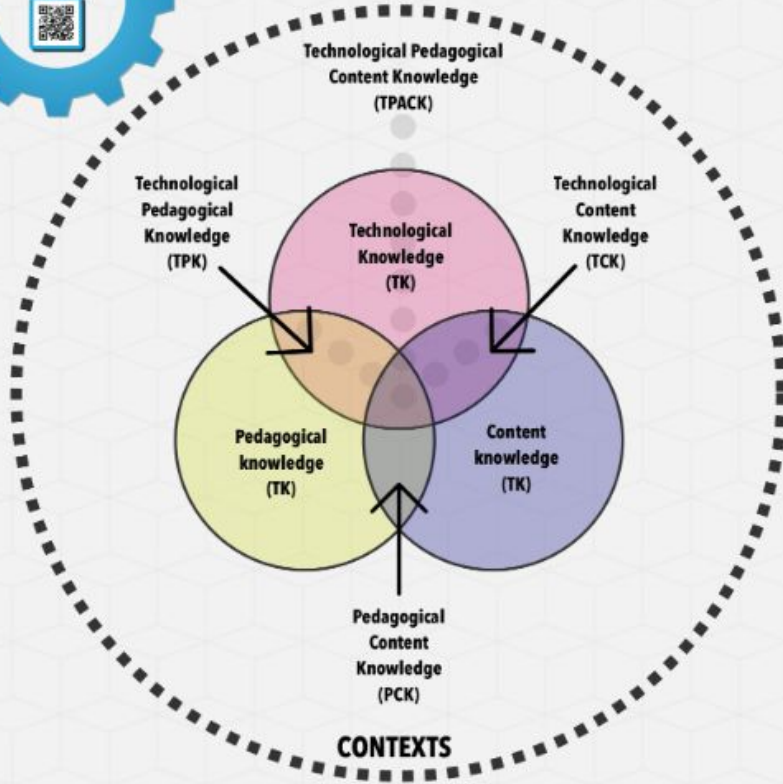 Technological Pedagogical
Content Knowledge
(TPACK)
Technological
Pedagogical
Knowledge
(TPK)
Technological
Content
Knowledge
(TCK)
Technological
Knowledge
(TK)
Pedagogical
knowledge
(TK)
Content
knowledge
(TK)
Pedagogical
Content
Knowledge
(PCK)
CONTEXTS